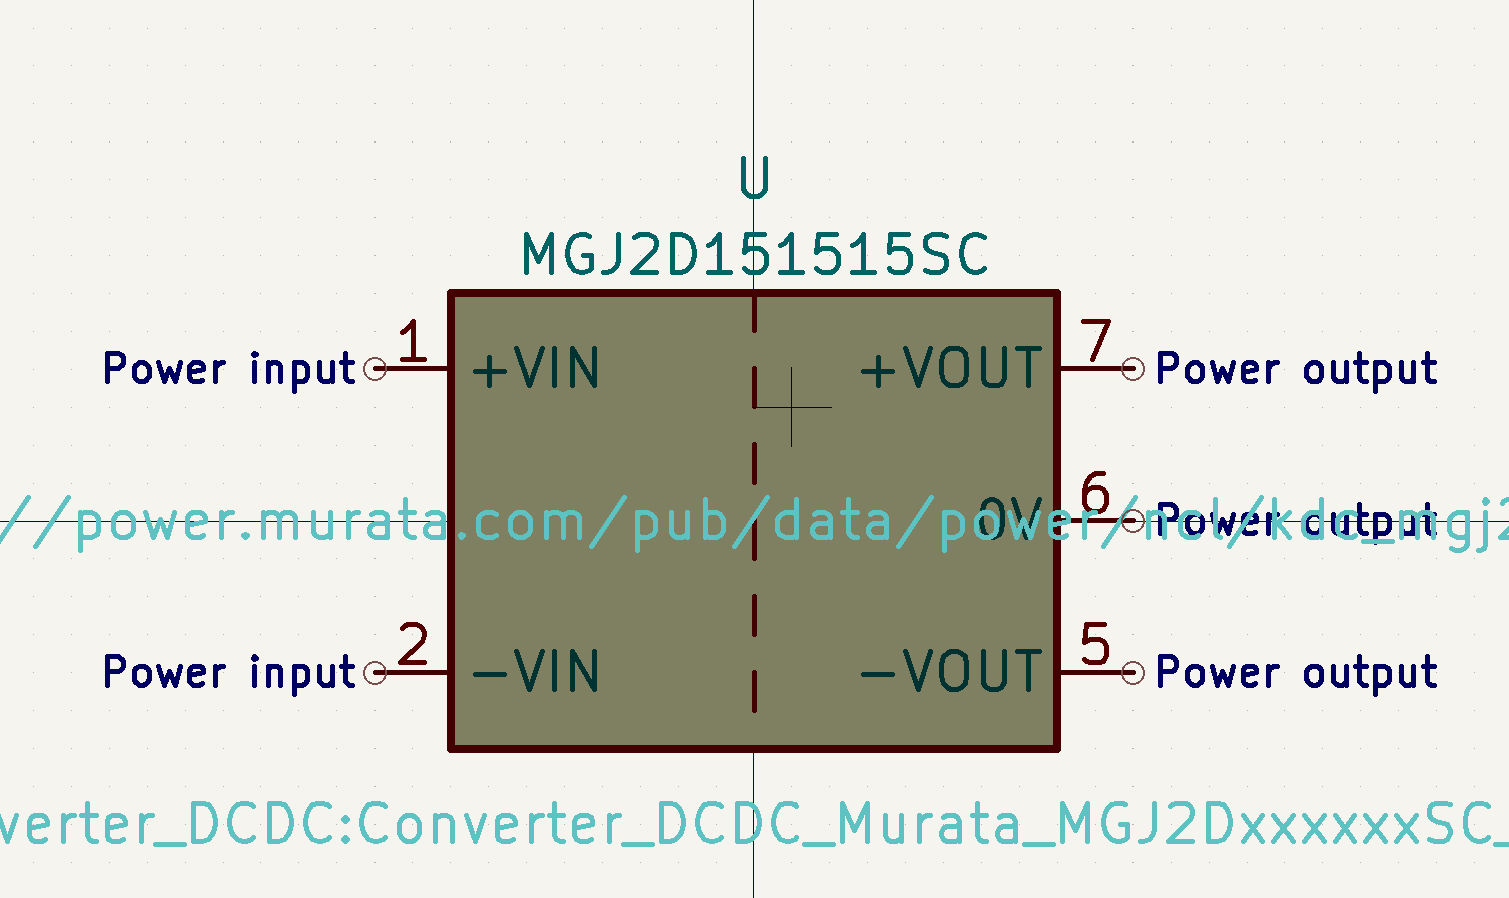 U
MGJ2D151515SC
Power input 1 +VIN +VOUT 7 Power output
//power.murata.com/pub/data/power/ncl/kdc_mgj2
0V 6 Power output
Power input 2 -VIN -VOUT 5 Power output
verter_DCDC:Converter_DCDC_Murata_MGJ2DxxxxxxSC_